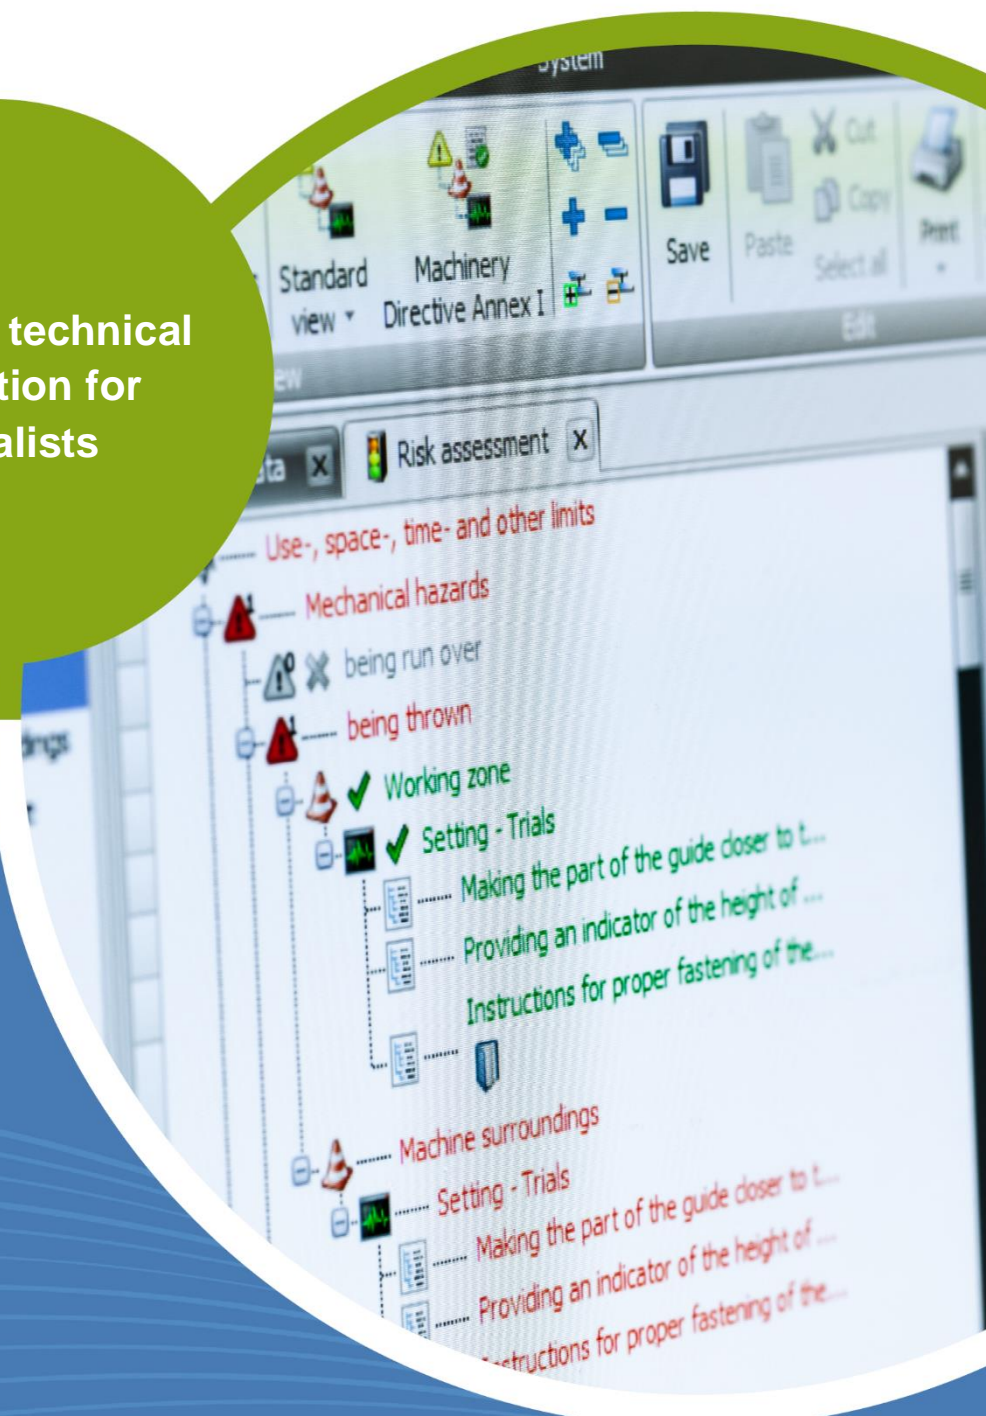 System
Standard
view
Machinery
Directive Annex I
Save
Paste
Cut
Copy
Select all
Print
Edit
technical
tion for
alists
ata
Risk assessment
Use-, space-, time- and other limits
Mechanical hazards
being run over
being thrown
Working zone
Setting - Trials
Making the part of the guide closer to t...
Providing an indicator of the height of ...
Instructions for proper fastening of the...
Machine surroundings
Setting - Trials
Making the part of the guide closer to t...
Providing an indicator of the height of ...
Instructions for proper fastening of the...